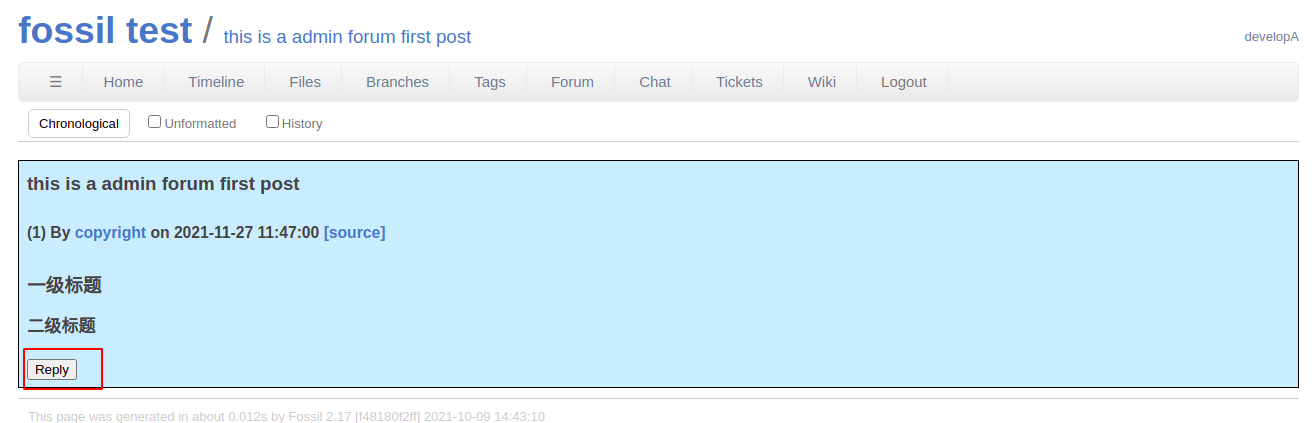 fossil test / this is a admin forum first post
developA
☰ Home Timeline Files Branches Tags Forum Chat Tickets Wiki Logout
Chronological Unformatted History
this is a admin forum first post
(1) By copyright on 2021-11-27 11:47:00 [source]
一级标题
二级标题
Reply
This page was generated in about 0.012s by Fossil 2.17 [f48180f2ff] 2021-10-09 14:43:10